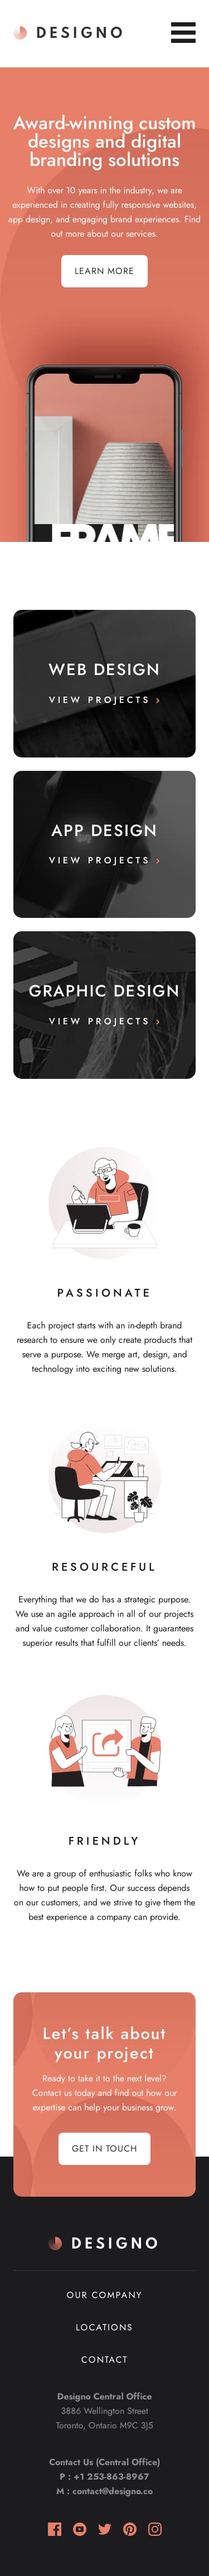 DESIGNO
Award-winning custom
designs and digital
branding solutions
With over 10 years in the industry, we are
experienced in creating fully responsive websites,
app design, and engaging brand experiences. Find
out more about our services.
LEARN MORE
FRAME
WEB DESIGN
VIEW PROJECTS
APP DESIGN
VIEW PROJECTS
GRAPHIC DESIGN
VIEW PROJECTS
PASSIONATE
Each project starts with an in-depth brand
research to ensure we only create products that
serve a purpose. We merge art, design, and
technology into exciting new solutions.
RESOURCEFUL
Everything that we do has a strategic purpose.
We use an agile approach in all of our projects
and value customer collaboration. It guarantees
superior results that fulfill our clients’ needs.
FRIENDLY
We are a group of enthusiastic folks who know
how to put people first. Our success depends
on our customers, and we strive to give them the
best experience a company can provide.
Let’s talk about
your project
Ready to take it to the next level?
Contact us today and find out how our
expertise can help your business grow.
GET IN TOUCH
DESIGNO
OUR COMPANY
LOCATIONS
CONTACT
Designo Central Office
3886 Wellington Street
Toronto, Ontario M9C 3J5
Contact Us (Central Office)
P : +1 253-863-8967
M : contact@designo.co